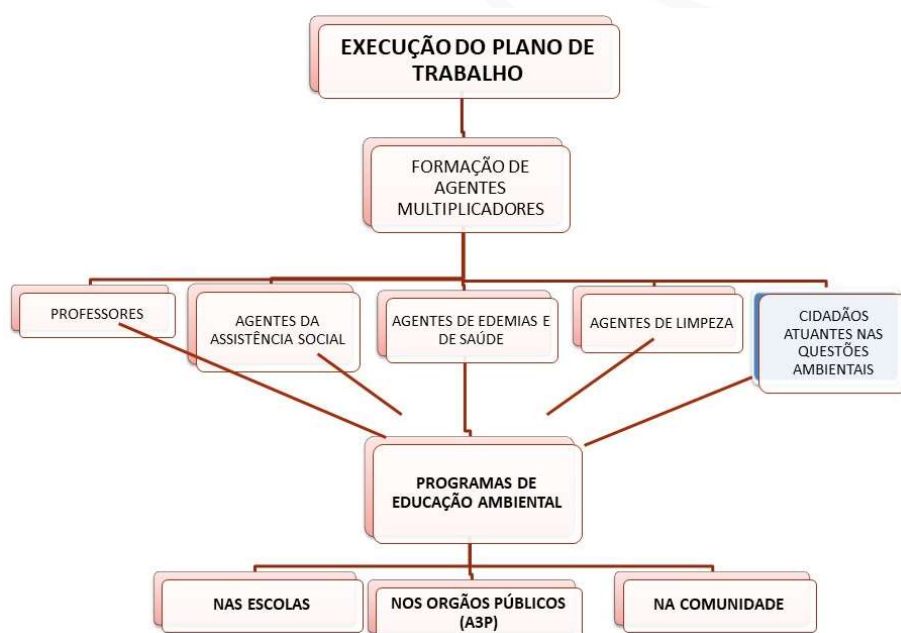 EXECUÇÃO DO PLANO DE
TRABALHO
FORMAÇÃO DE
AGENTES
MULTIPLICADORES
PROFESSORES
AGENTES DA
ASSISTÊNCIA SOCIAL
AGENTES DE EDEMIAS E
DE SAÚDE
AGENTES DE LIMPEZA
CIDADÃOS
ATUANTES NAS
QUESTÕES
AMBIENTAIS
PROGRAMAS DE
EDUCAÇÃO AMBIENTAL
NAS ESCOLAS
NOS ORGÃOS PÚBLICOS
(A3P)
NA COMUNIDADE